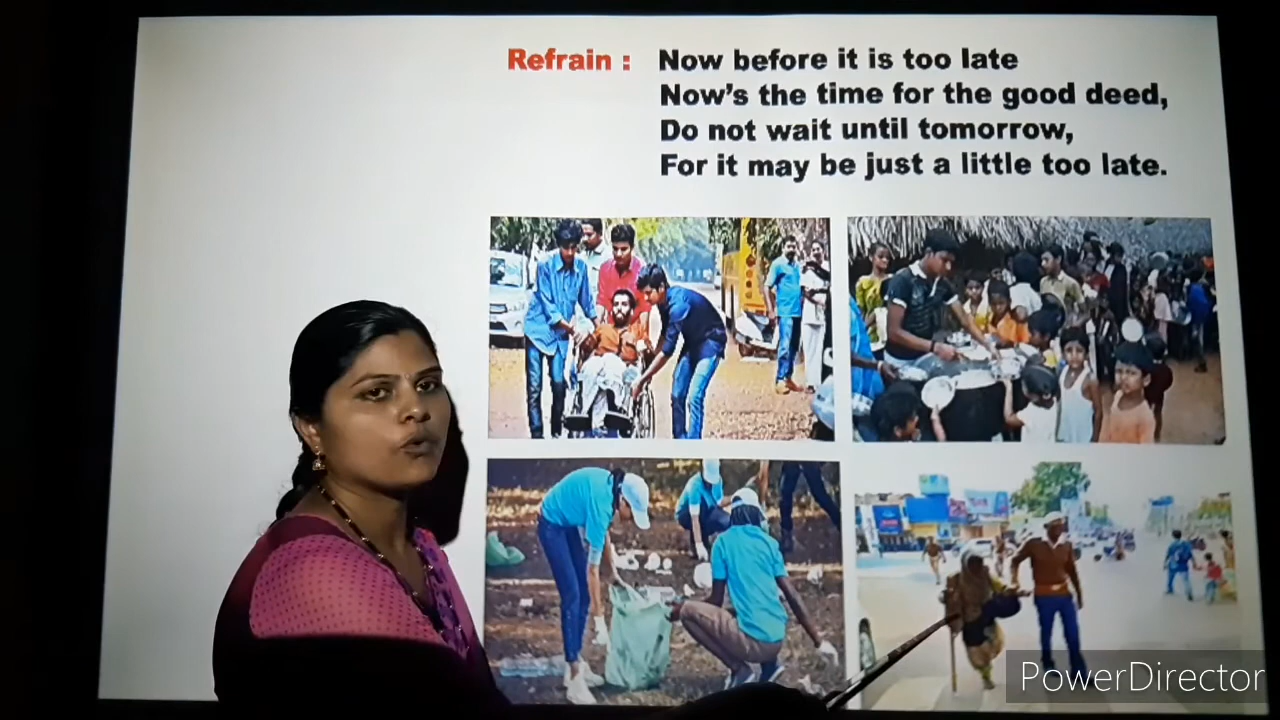 Refrain : Now before it is too late
Now's the time for the good deed,
Do not wait until tomorrow,
For it may be just a little too late.
PowerDirector